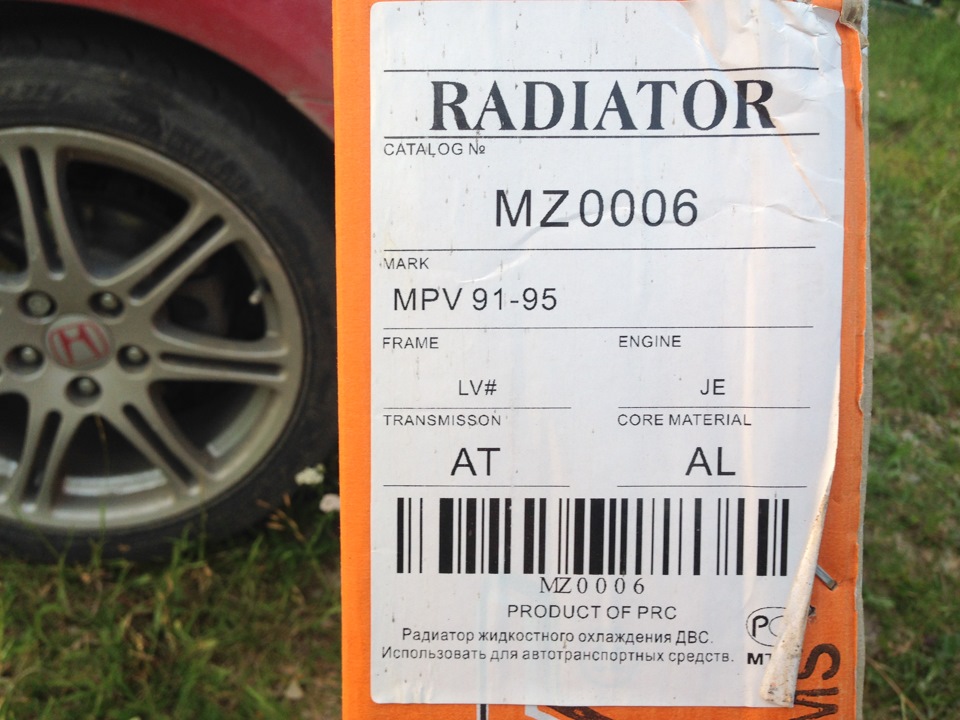 RADIATOR
CATALOG №
MZ0006
MARK
MPV 91-95
FRAME ENGINE
LV# JE
TRANSMISSON CORE MATERIAL
AT AL
MZ0006
PRODUCT OF PRC
Радиатор жидкостного охлаждения ДВС.
Использовать для автотранспортных средств.